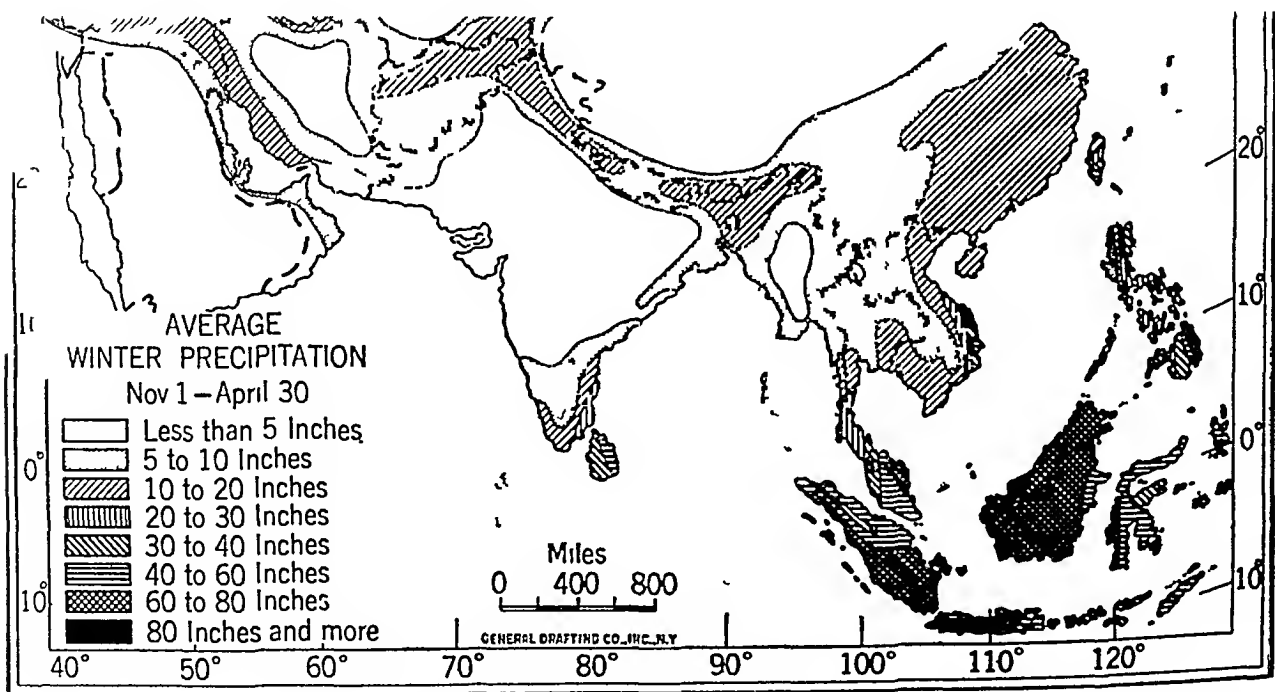 20°
10°
0°
10°
AVERAGE
WINTER PRECIPITATION
Nov 1–April 30
Less than 5 Inches
5 to 10 Inches
10 to 20 Inches
20 to 30 Inches
30 to 40 Inches
40 to 60 Inches
60 to 80 Inches
80 Inches and more
0°
10°
Miles
0 400 800
GENERAL DRAFTING CO., INC., N.Y
40° 50° 60° 70° 80° 90° 100° 110° 120°